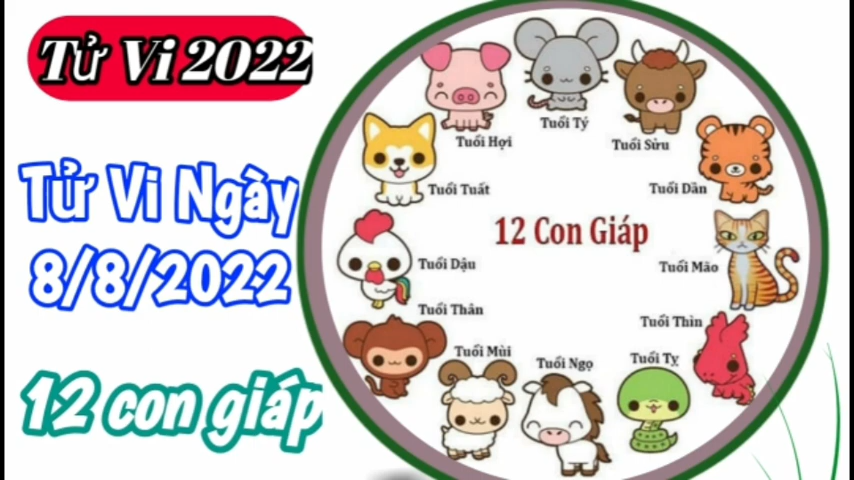 Tử Vi 2022
Tử Vi Ngày
8/8/2022
12 con giáp
12 Con Giáp
Tuổi Tý
Tuổi Sửu
Tuổi Dần
Tuổi Mão
Tuổi Thìn
Tuổi Tỵ
Tuổi Ngọ
Tuổi Mùi
Tuổi Thân
Tuổi Dậu
Tuổi Tuất
Tuổi Hợi